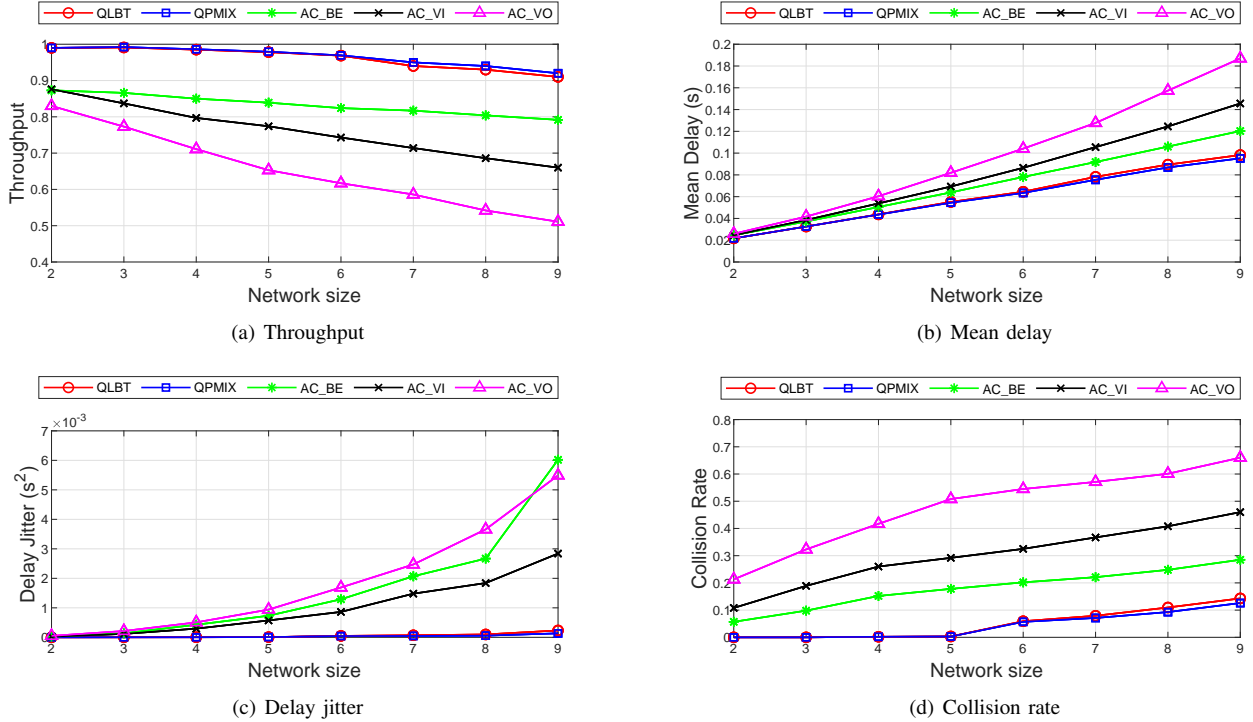 QLBT QPMIX AC_BE AC_VI AC_VO
1
0.9
0.8
0.7
0.6
0.5
0.4
Throughput
2 3 4 5 6 7 8 9
Network size
(a) Throughput
QLBT QPMIX AC_BE AC_VI AC_VO
0.2
0.18
0.16
0.14
0.12
0.1
0.08
0.06
0.04
0.02
0
Mean Delay (s)
2 3 4 5 6 7 8 9
Network size
(b) Mean delay
QLBT QPMIX AC_BE AC_VI AC_VO
×10⁻³
7
6
5
4
3
2
1
0
Delay Jitter (s²)
2 3 4 5 6 7 8 9
Network size
(c) Delay jitter
QLBT QPMIX AC_BE AC_VI AC_VO
0.8
0.7
0.6
0.5
0.4
0.3
0.2
0.1
0
Collision Rate
2 3 4 5 6 7 8 9
Network size
(d) Collision rate